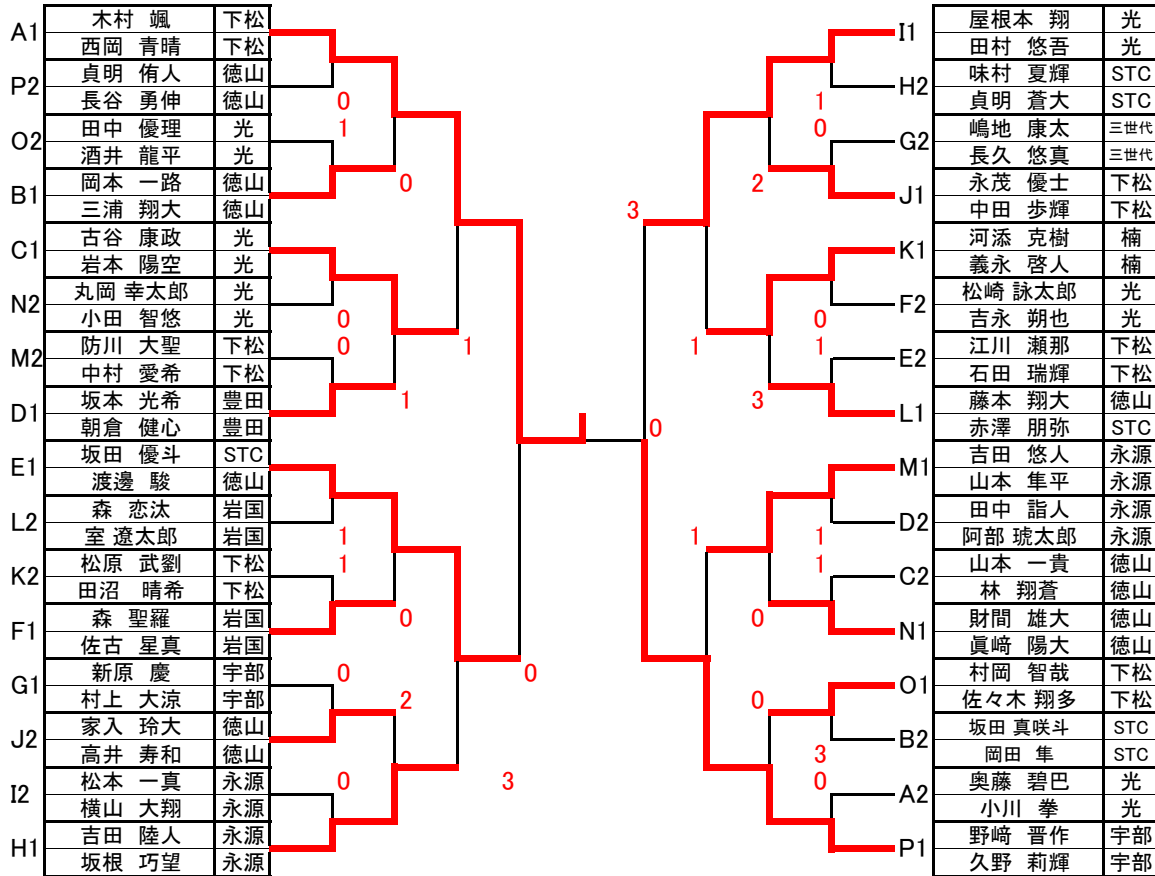 A1 木村 颯 下松
西岡 青晴 下松
P2 貞明 侑人 徳山
長谷 勇伸 徳山
0
O2 田中 優理 光
1
酒井 龍平 光
B1 岡本 一路 徳山
0
三浦 翔大 徳山
C1 古谷 康政 光
岩本 陽空 光
N2 丸岡 幸太郎 光
小田 智悠 光
0
M2 防川 大聖 下松
0
1
中村 愛希 下松
D1 坂本 光希 豊田
1
朝倉 健心 豊田
E1 坂田 優斗 STC
渡邊 駿 徳山
L2 森 恋汰 岩国
室 遼太郎 岩国
1
K2 松原 武劉 下松
1
田沼 晴希 下松
F1 森 聖羅 岩国
0
佐古 星真 岩国
G1 新原 慶 宇部
0
0
村上 大涼 宇部
2
J2 家入 玲大 徳山
高井 寿和 徳山
I2 松本 一真 永源
0
3
横山 大翔 永源
H1 吉田 陸人 永源
坂根 巧望 永源
I1 屋根本 翔 光
田村 悠吾 光
H2 味村 夏輝 STC
貞明 蒼大 STC
1
G2 嶋地 康太 三世代
0
長久 悠真 三世代
J1 永茂 優士 下松
2
中田 歩輝 下松
3
K1 河添 克樹 楠
義永 啓人 楠
F2 松崎 詠太郎 光
吉永 朔也 光
0
E2 江川 瀬那 下松
1
1
石田 瑞輝 下松
L1 藤本 翔大 徳山
3
赤澤 朋弥 STC
0
M1 吉田 悠人 永源
山本 隼平 永源
D2 田中 詣人 永源
阿部 琥太郎 永源
1
1
C2 山本 一貴 徳山
1
林 翔蒼 徳山
N1 財間 雄大 徳山
0
眞﨑 陽大 徳山
O1 村岡 智哉 下松
佐々木 翔多 下松
0
B2 坂田 真咲斗 STC
岡田 隼 STC
3
A2 奥藤 碧巴 光
0
小川 拳 光
P1 野﨑 晋作 宇部
久野 莉輝 宇部